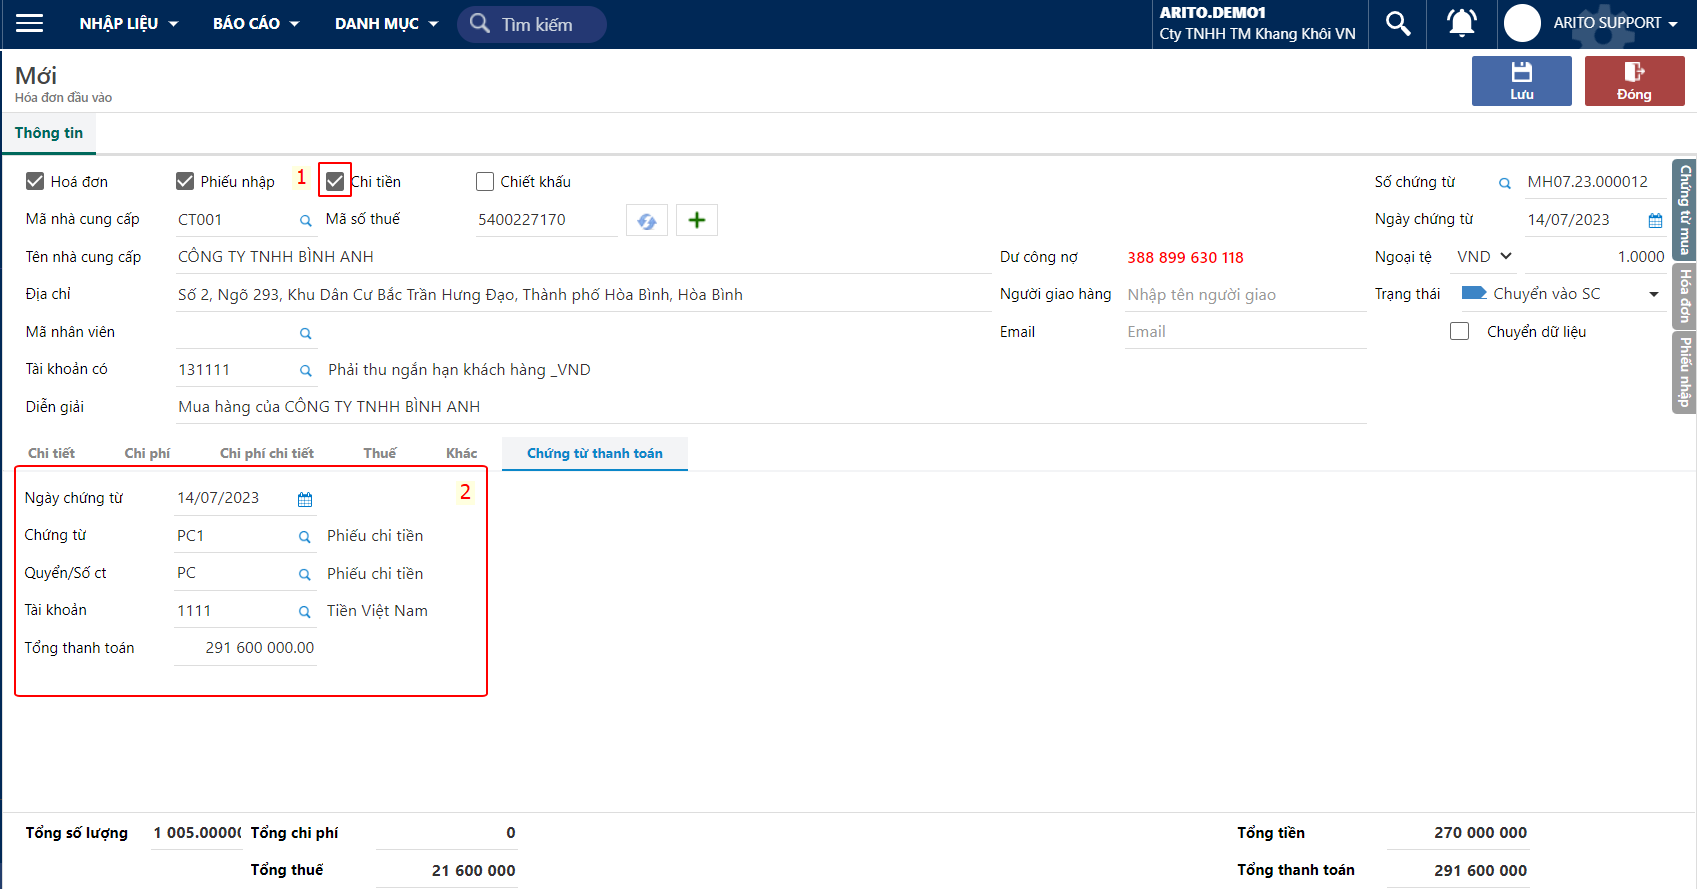 NHẬP LIỆU BÁO CÁO DANH MỤC Tìm kiếm
ARITO.DEMO1
Cty TNHH TM Khang Khôi VN
ARITO SUPPORT
Mới
Hóa đơn đầu vào
Lưu
Đóng
Thông tin
Hoá đơn Phiếu nhập 1 Chi tiền Chiết khấu Số chứng từ MH07.23.000012
Mã nhà cung cấp CT001 Mã số thuế 5400227170 Ngày chứng từ 14/07/2023
Tên nhà cung cấp CÔNG TY TNHH BÌNH ANH Dư công nợ 388 899 630 118 Ngoại tệ VND 1.0000
Địa chỉ Số 2, Ngõ 293, Khu Dân Cư Bắc Trần Hưng Đạo, Thành phố Hòa Bình, Hòa Bình Người giao hàng Nhập tên người giao Trạng thái Chuyển vào SC
Mã nhân viên Email Email Chuyển dữ liệu
Tài khoản có 131111 Phải thu ngắn hạn khách hàng _VND
Diễn giải Mua hàng của CÔNG TY TNHH BÌNH ANH
Chứng từ mua
Hóa đơn
Phiếu nhập
Chi tiết Chi phí Chi phí chi tiết Thuế Khác Chứng từ thanh toán
Ngày chứng từ 14/07/2023 2
Chứng từ PC1 Phiếu chi tiền
Quyển/Số ct PC Phiếu chi tiền
Tài khoản 1111 Tiền Việt Nam
Tổng thanh toán 291 600 000.00
Tổng số lượng 1 005.0000 Tổng chi phí 0 Tổng tiền 270 000 000
Tổng thuế 21 600 000 Tổng thanh toán 291 600 000